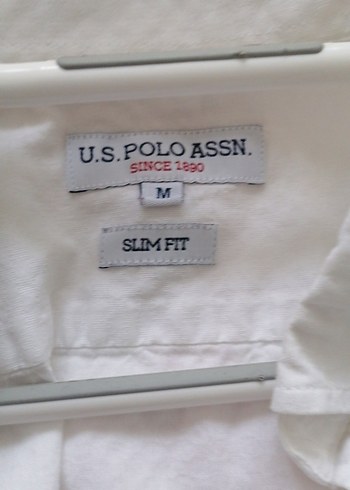 U.S. POLO ASSN.
SINCE 1890
M
SLIM FIT